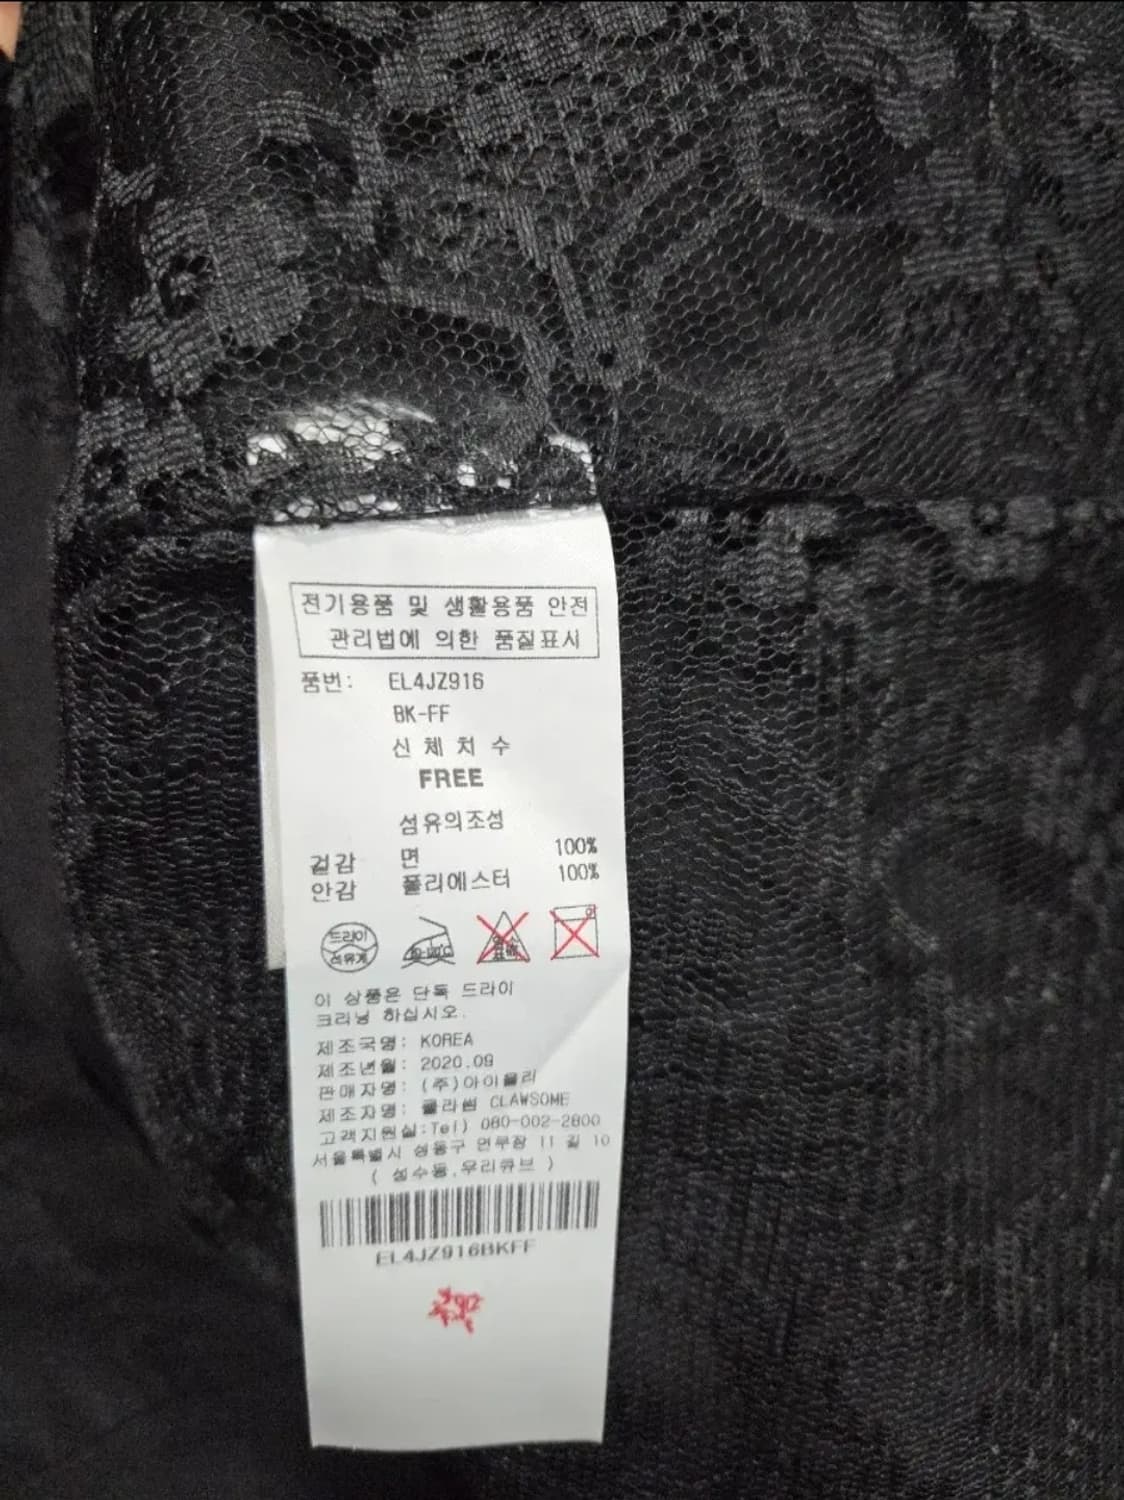 전기용품 및 생활용품 안전
관리법에 의한 품질표시
품번: EL4JZ916
BK-FF
신체치수
FREE
섬유의조성
겉감 면 100%
안감 폴리에스터 100%
드라이
석유계
이 상품은 단독 드라이
크리닝 하십시오.
제조국명: KOREA
제조년월: 2020.09
판매자명: (주)아이올리
제조자명: 클라썸 CLAWSOME
고객지원실:Tel) 080-002-2800
서울특별시 성동구 연무장 11 길 10
( 성수동,우리큐브 )
EL4JZ916BKFF